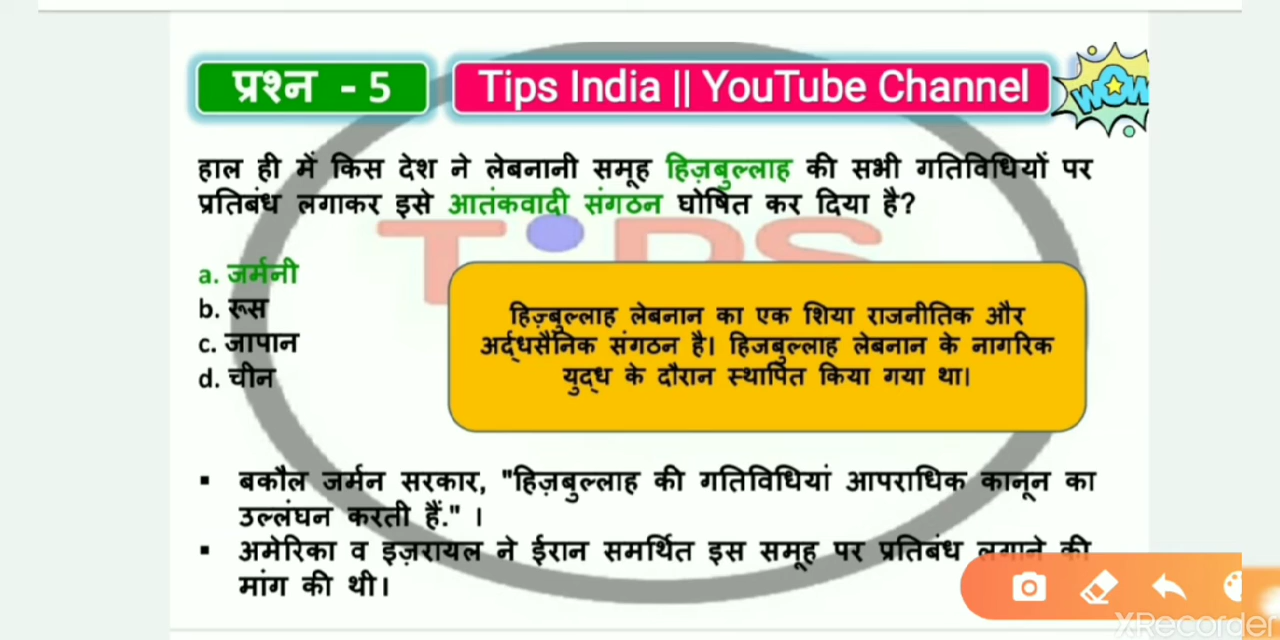 प्रश्न - 5
Tips India || YouTube Channel
WOW
हाल ही में किस देश ने लेबनानी समूह हिज़बुल्लाह की सभी गतिविधियों पर
प्रतिबंध लगाकर इसे आतंकवादी संगठन घोषित कर दिया है?
TiPS
a. जर्मनी
b. रूस
c. जापान
d. चीन
हिज़्बुल्लाह लेबनान का एक शिया राजनीतिक और
अर्द्धसैनिक संगठन है। हिजबुल्लाह लेबनान के नागरिक
युद्ध के दौरान स्थापित किया गया था।
▪ बकौल जर्मन सरकार, "हिज़बुल्लाह की गतिविधियां आपराधिक कानून का
उल्लंघन करती हैं." ।
▪ अमेरिका व इज़रायल ने ईरान समर्थित इस समूह पर प्रतिबंध लगाने की
मांग की थी।
XRecorder